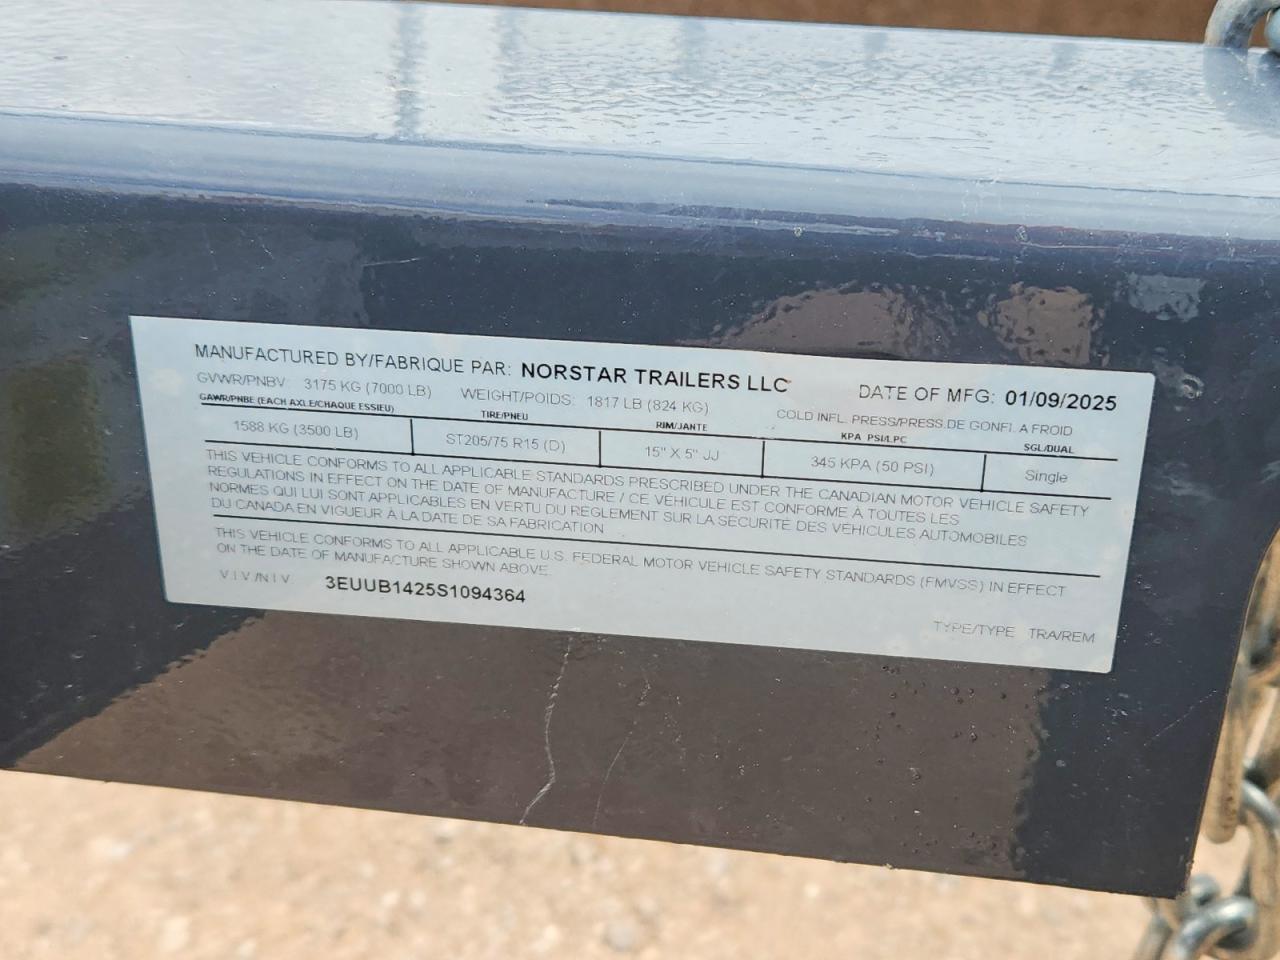 MANUFACTURED BY/FABRIQUE PAR: NORSTAR TRAILERS LLC DATE OF MFG: 01/09/2025
GVWR/PNBV: 3175 KG (7000 LB) WEIGHT/POIDS: 1817 LB (824 KG) COLD INFL. PRESS/PRESS.DE GONFL. A FROID
GAWR/PNBE (EACH AXLE/CHAQUE ESSIEU) TIRE/PNEU RIM/JANTE KPA PSI/LPC SGL/DUAL
1588 KG (3500 LB) ST205/75 R15 (D) 15" X 5" JJ 345 KPA (50 PSI) Single
THIS VEHICLE CONFORMS TO ALL APPLICABLE STANDARDS PRESCRIBED UNDER THE CANADIAN MOTOR VEHICLE SAFETY
REGULATIONS IN EFFECT ON THE DATE OF MANUFACTURE / CE VÉHICULE EST CONFORME À TOUTES LES
NORMES QUI LUI SONT APPLICABLES EN VERTU DU RÈGLEMENT SUR LA SÉCURITÉ DES VÉHICULES AUTOMOBILES
DU CANADA EN VIGUEUR À LA DATE DE SA FABRICATION
THIS VEHICLE CONFORMS TO ALL APPLICABLE U.S. FEDERAL MOTOR VEHICLE SAFETY STANDARDS (FMVSS) IN EFFECT
ON THE DATE OF MANUFACTURE SHOWN ABOVE.
V I V /N I V 3EUUB1425S1094364
TYPE/TYPE TRA/REM